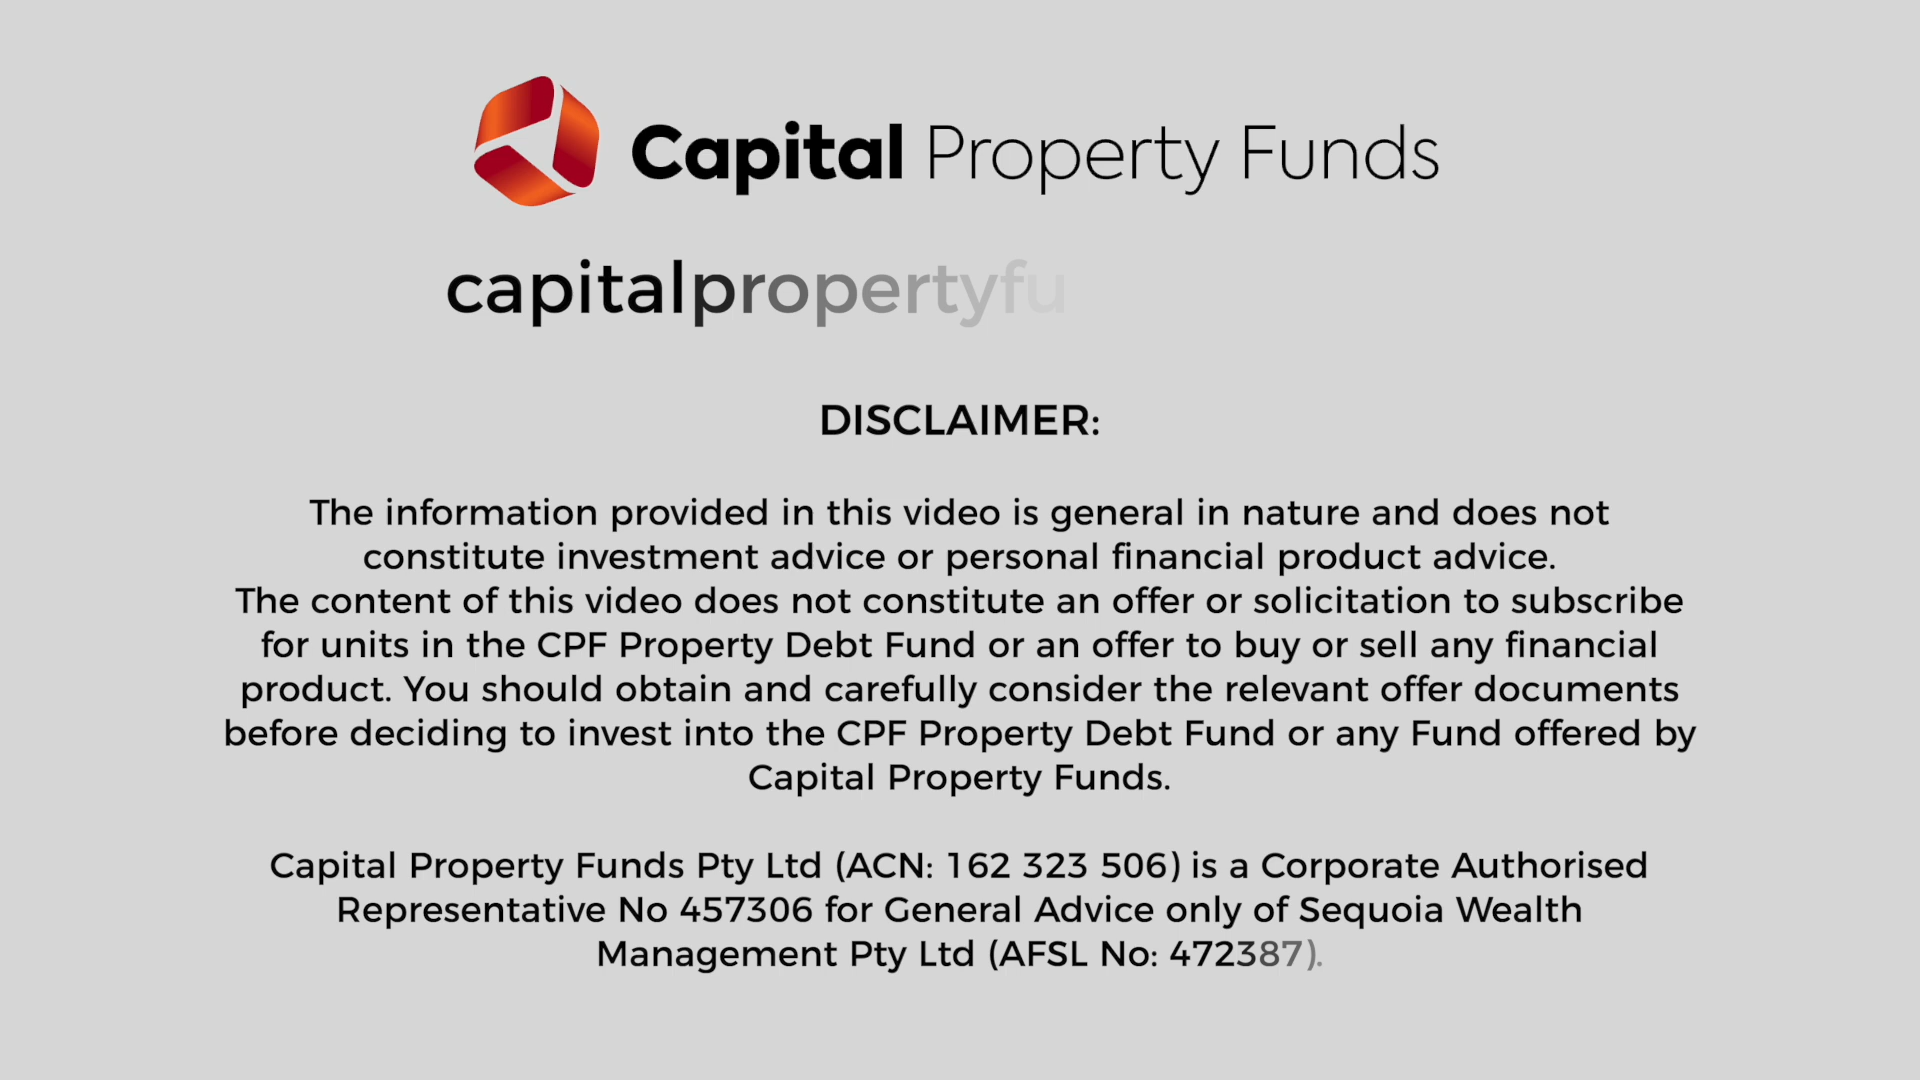 Capital Property Funds
capitalpropertyfu
DISCLAIMER:
The information provided in this video is general in nature and does not
constitute investment advice or personal financial product advice.
The content of this video does not constitute an offer or solicitation to subscribe
for units in the CPF Property Debt Fund or an offer to buy or sell any financial
product. You should obtain and carefully consider the relevant offer documents
before deciding to invest into the CPF Property Debt Fund or any Fund offered by
Capital Property Funds.
Capital Property Funds Pty Ltd (ACN: 162 323 506) is a Corporate Authorised
Representative No 457306 for General Advice only of Sequoia Wealth
Management Pty Ltd (AFSL No: 472387).